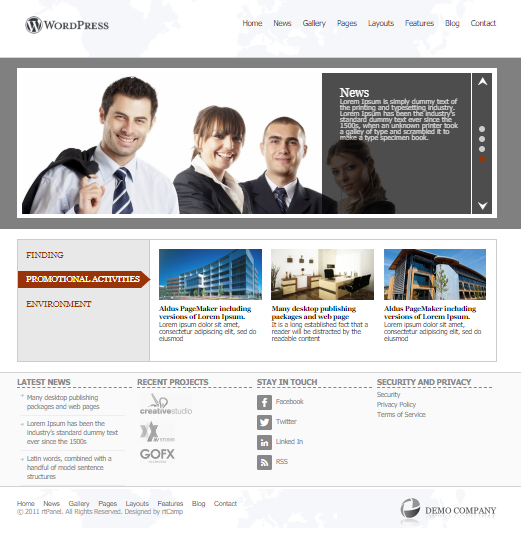 WORDPRESS
Home News Gallery Pages Layouts Features Blog Contact
News
Lorem Ipsum is simply dummy text of
the printing and typesetting industry.
Lorem Ipsum has been the industry's
standard dummy text ever since the
1500s, when an unknown printer took
a galley of type and scrambled it to
make a type specimen book.
FINDING
PROMOTIONAL ACTIVITIES
ENVIRONMENT
Aldus PageMaker including
versions of Lorem Ipsum.
Lorem ipsum dolor sit amet,
consectetur adipiscing elit, sed do
eiusmod
Many desktop publishing
packages and web page
It is a long established fact that a
reader will be distracted by the
readable content
Aldus PageMaker including
versions of Lorem Ipsum.
Lorem ipsum dolor sit amet,
consectetur adipiscing elit, sed do
eiusmod
LATEST NEWS
Many desktop publishing
packages and web pages
Lorem Ipsum has been the
industry's standard dummy text
ever since the 1500s
Latin words, combined with a
handful of model sentence
structures
RECENT PROJECTS
creativestudio
STUDIO
GOFX
STAY IN TOUCH
Facebook
Twitter
Linked In
RSS
SECURITY AND PRIVACY
Security
Privacy Policy
Terms of Service
Home News Gallery Pages Layouts Features Blog Contact
© 2011 rtPanel. All Rights Reserved. Designed by rtCamp
DEMO COMPANY